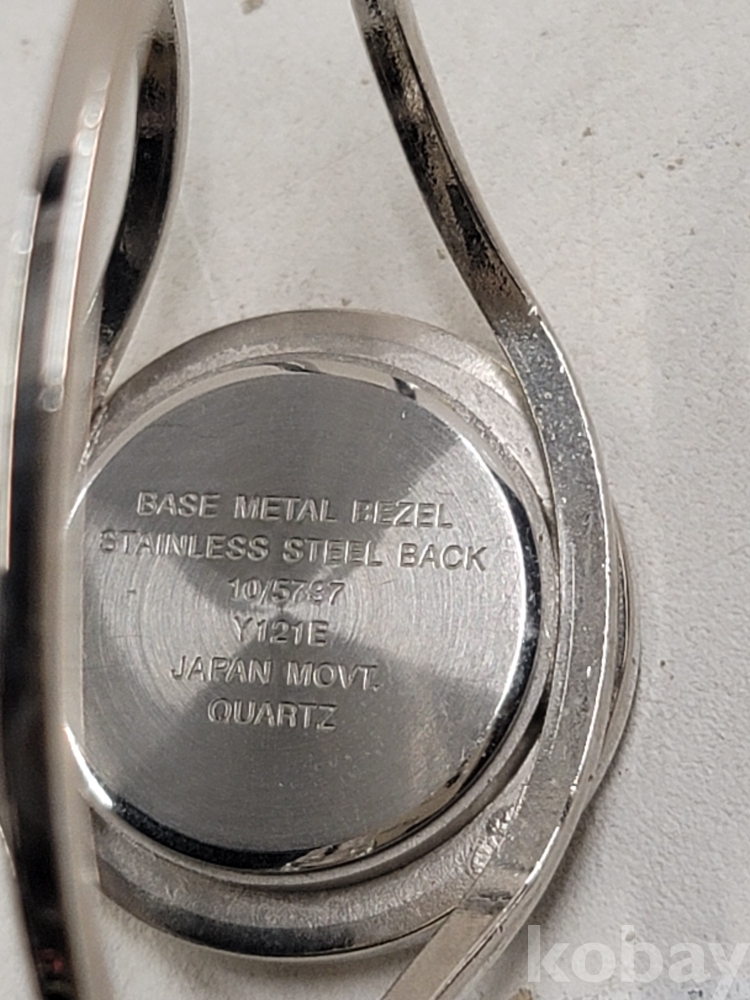 BASE METAL BEZEL
STAINLESS STEEL BACK
10/5797
Y121E
JAPAN MOVT.
QUARTZ
kobay